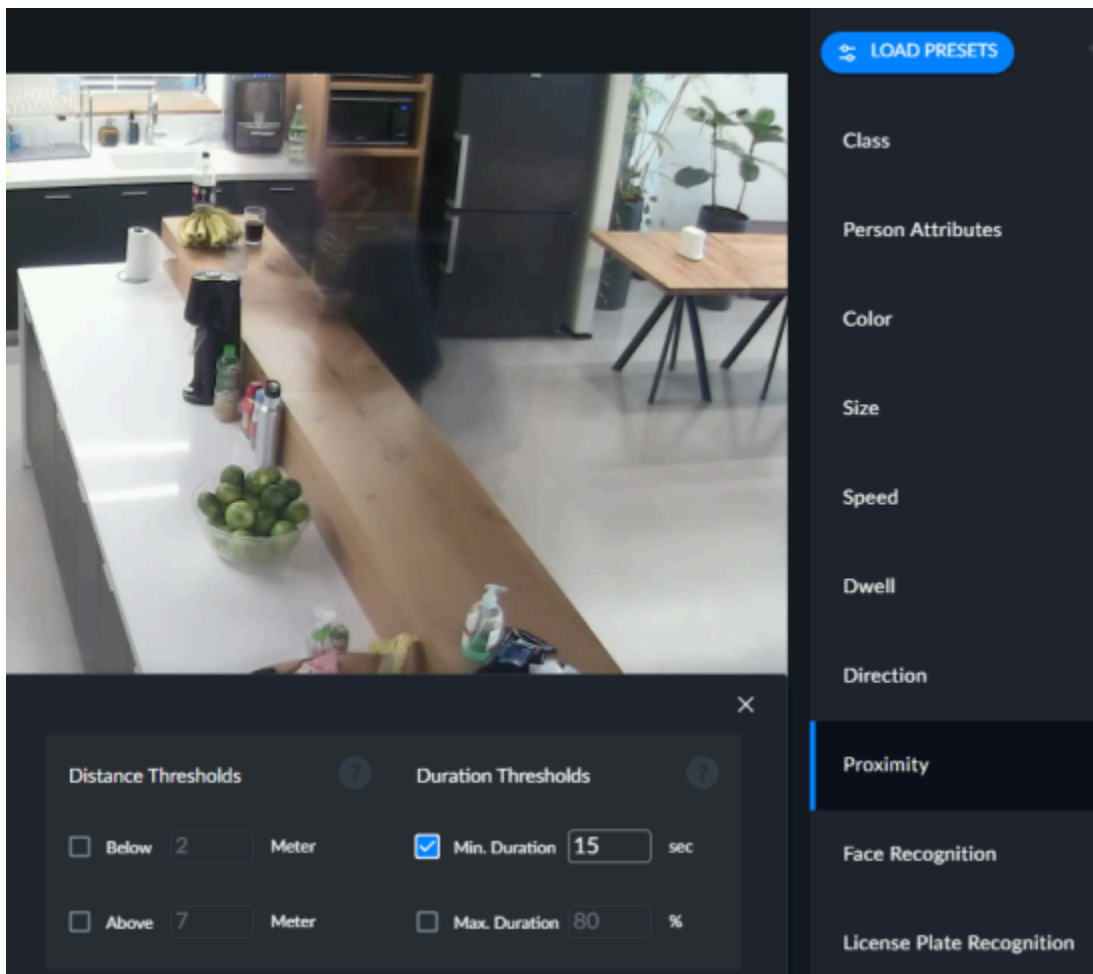 LOAD PRESETS
Class
Person Attributes
Color
Size
Speed
Dwell
Direction
Proximity
Face Recognition
License Plate Recognition
Distance Thresholds ?
Below 2 Meter
Above 7 Meter
Duration Thresholds ?
Min. Duration 15 sec
Max. Duration 80 %